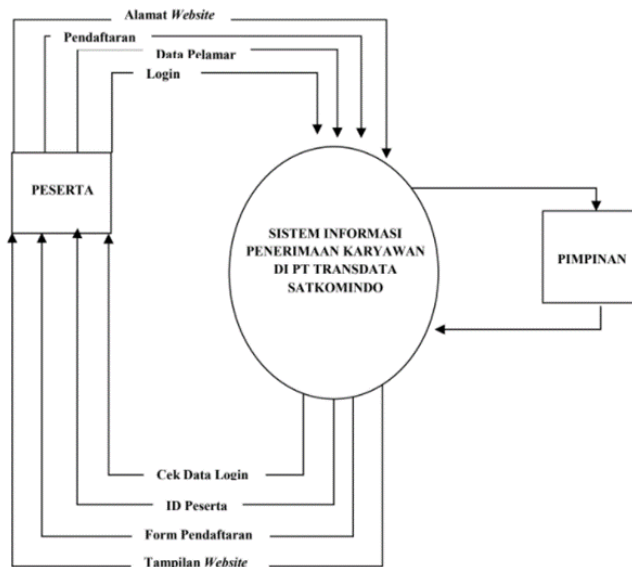 Alamat Website
Pendaftaran
Data Pelamar
Login
PESERTA
SISTEM INFORMASI
PENERIMAAN KARYAWAN
DI PT TRANSDATA
SATKOMINDO
PIMPINAN
Cek Data Login
ID Peserta
Form Pendaftaran
Tampilan Website